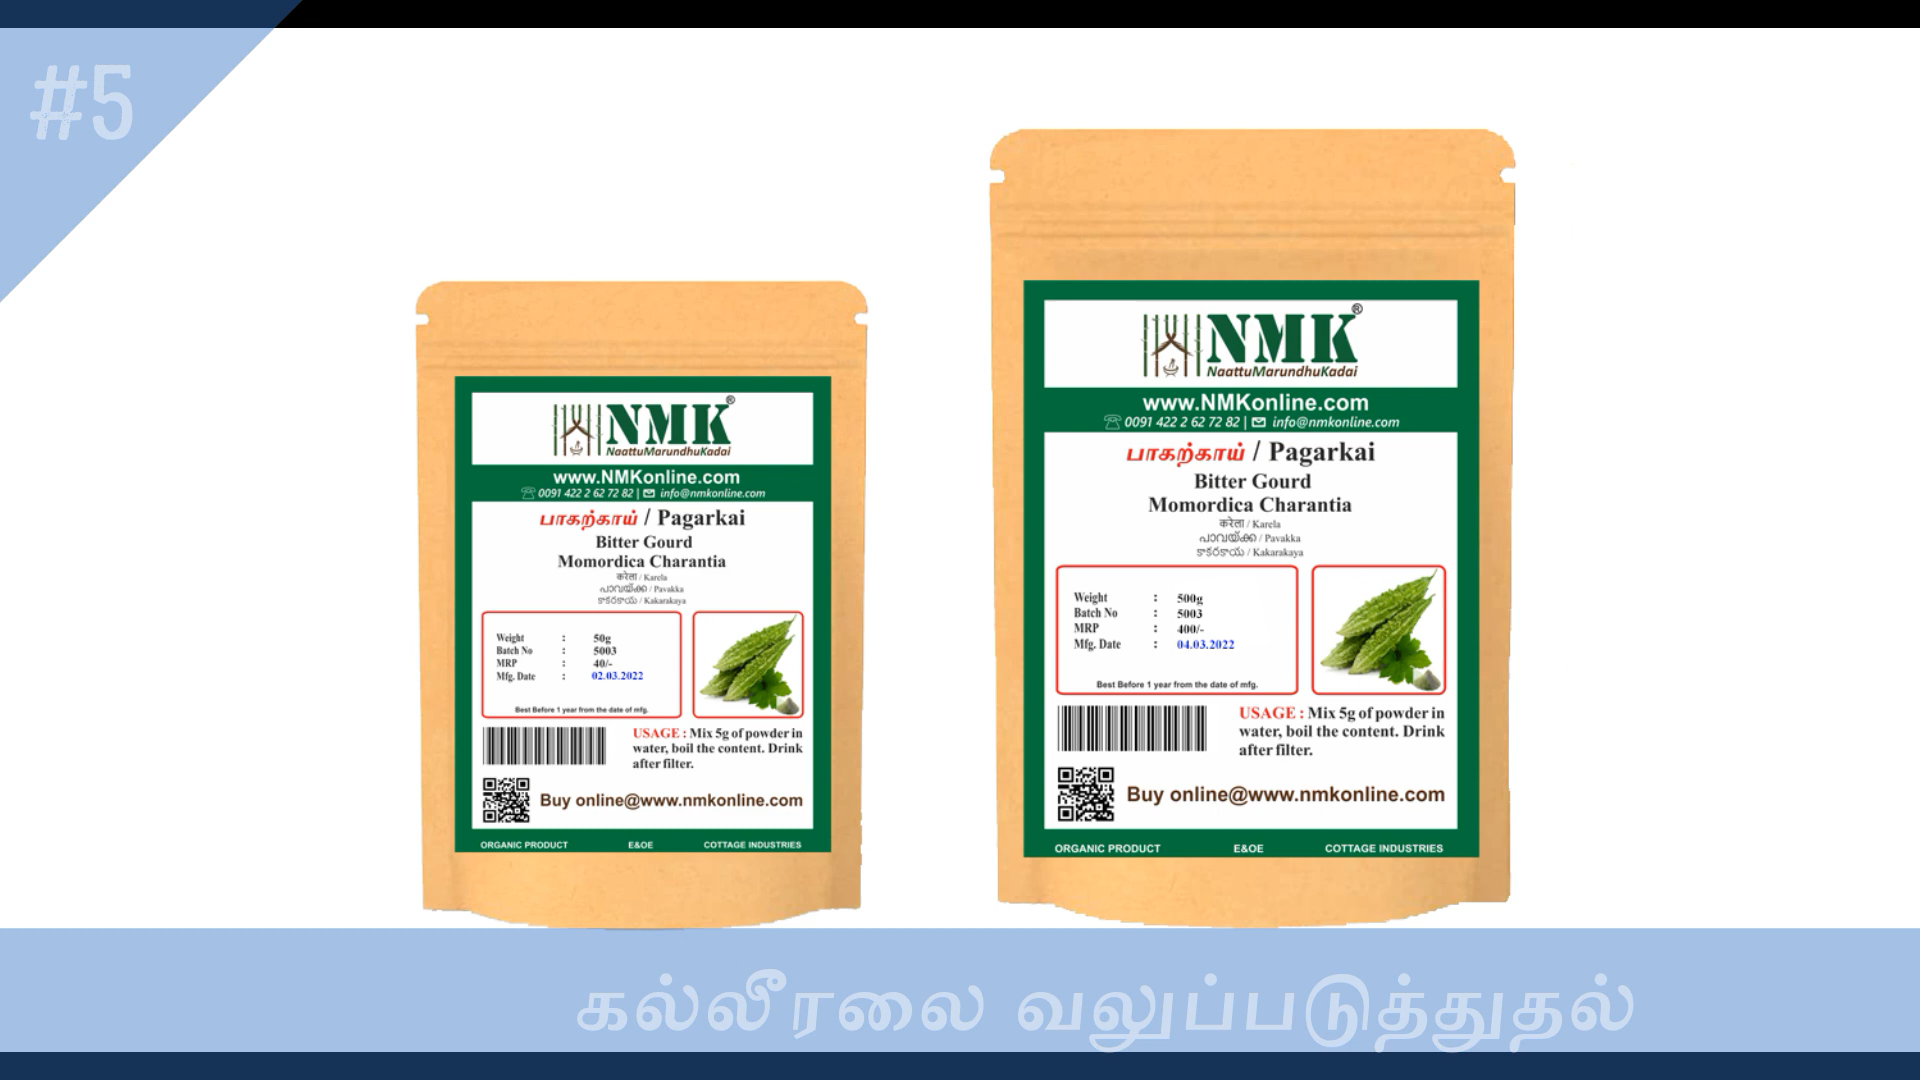 #5
NMK®
NaattuMarundhuKadai
www.NMKonline.com
0091 422 2 62 72 82 | info@nmkonline.com
பாகற்காய் / Pagarkai
Bitter Gourd
Momordica Charantia
करेला / Karela
പാവയ്ക്ക / Pavakka
కాకరకాయ / Kakarakaya
Weight : 50g
Batch No : 5003
MRP : 40/-
Mfg. Date : 02.03.2022
Best Before 1 year from the date of mfg.
USAGE : Mix 5g of powder in
water, boil the content. Drink
after filter.
Buy online@www.nmkonline.com
ORGANIC PRODUCT E&OE COTTAGE INDUSTRIES
NMK®
NaattuMarundhuKadai
www.NMKonline.com
0091 422 2 62 72 82 | info@nmkonline.com
பாகற்காய் / Pagarkai
Bitter Gourd
Momordica Charantia
करेला / Karela
പാവയ്ക്ക / Pavakka
కాకరకాయ / Kakarakaya
Weight : 500g
Batch No : 5003
MRP : 400/-
Mfg. Date : 04.03.2022
Best Before 1 year from the date of mfg.
USAGE : Mix 5g of powder in
water, boil the content. Drink
after filter.
Buy online@www.nmkonline.com
ORGANIC PRODUCT E&OE COTTAGE INDUSTRIES
கல்லீரலை வலுப்படுத்துதல்